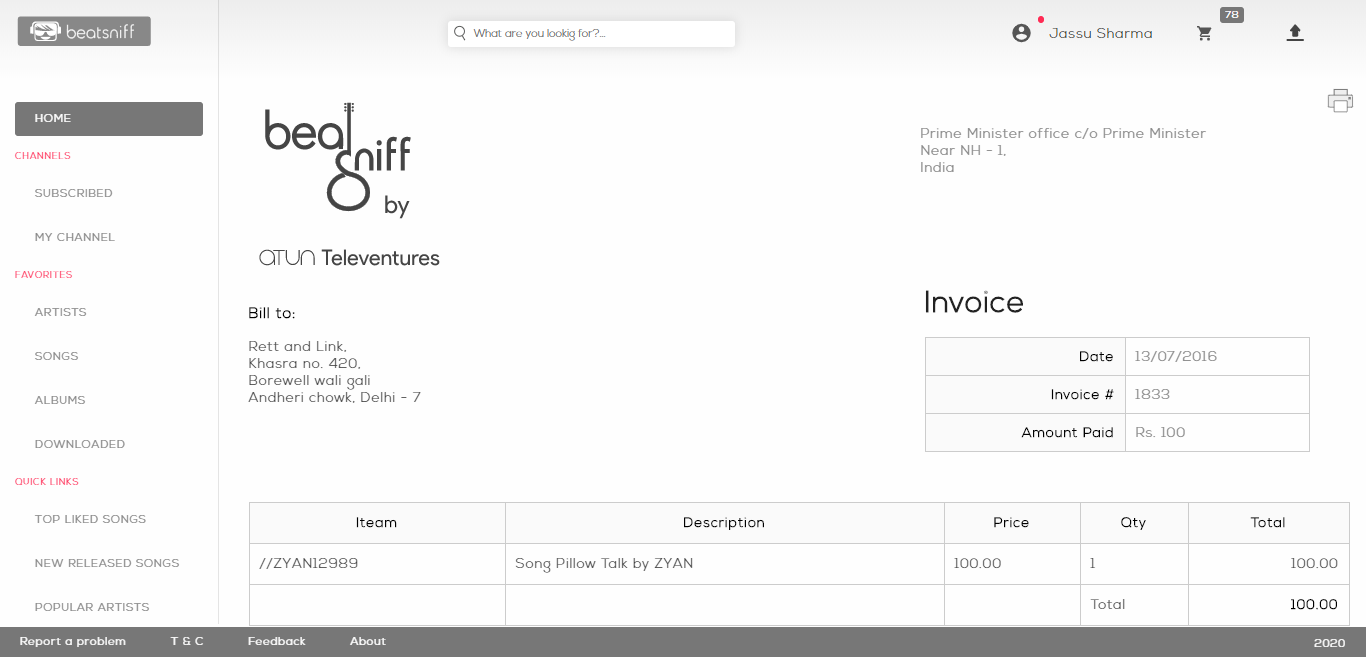 beatsniff
What are you lookig for?...
Jassu Sharma
78
HOME
CHANNELS
SUBSCRIBED
MY CHANNEL
FAVORITES
ARTISTS
SONGS
ALBUMS
DOWNLOADED
QUICK LINKS
TOP LIKED SONGS
NEW RELEASED SONGS
POPULAR ARTISTS
beatsniff
by
ATUN Televentures
Prime Minister office c/o Prime Minister
Near NH - 1,
India
Bill to:
Rett and Link,
Khasra no. 420,
Borewell wali gali
Andheri chowk, Delhi - 7
Invoice
Date 13/07/2016
Invoice # 1833
Amount Paid Rs. 100
Iteam Description Price Qty Total
//ZYAN12989 Song Pillow Talk by ZYAN 100.00 1 100.00
Total 100.00
Report a problem T & C Feedback About 2020